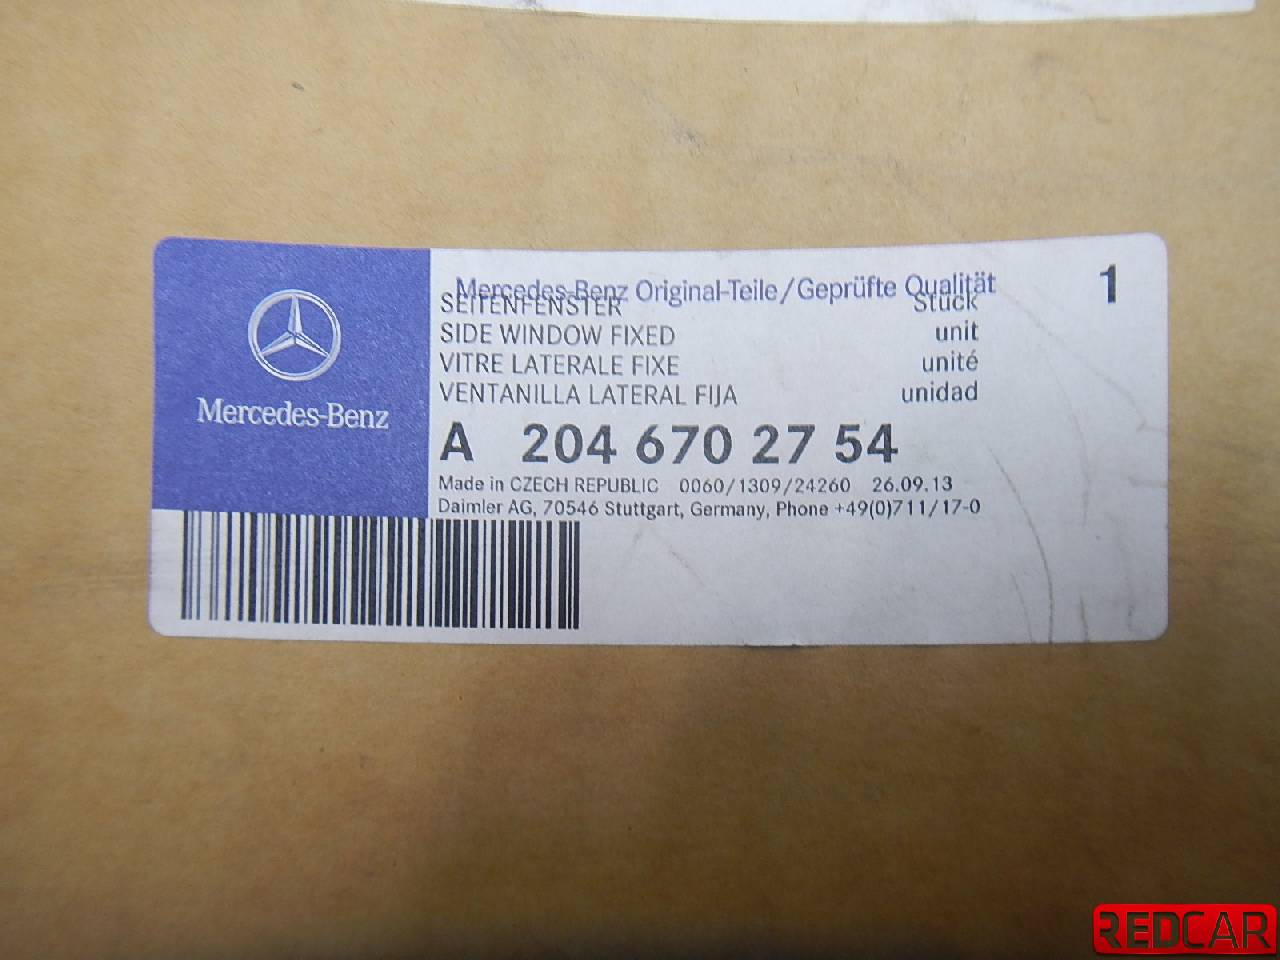 Mercedes-Benz Original-Teile/Geprüfte Qualität
1
SEITENFENSTER Stück
SIDE WINDOW FIXED unit
VITRE LATERALE FIXE unité
VENTANILLA LATERAL FIJA unidad
Mercedes-Benz
A 204 670 27 54
Made in CZECH REPUBLIC 0060/1309/24260 26.09.13
Daimler AG, 70546 Stuttgart, Germany, Phone +49(0)711/17-0
REDCAR